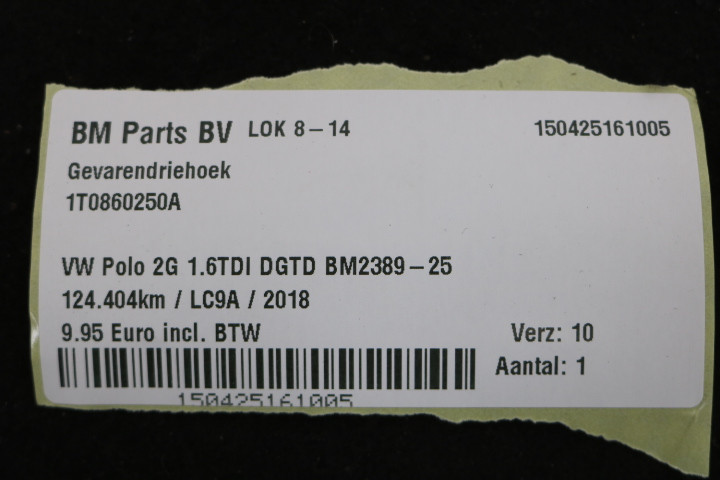 BM Parts BV LOK 8-14 150425161005
Gevarendriehoek
1T0860250A
VW Polo 2G 1.6TDI DGTD BM2389-25
124.404km / LC9A / 2018
9.95 Euro incl. BTW Verz: 10
Aantal: 1
150425161005